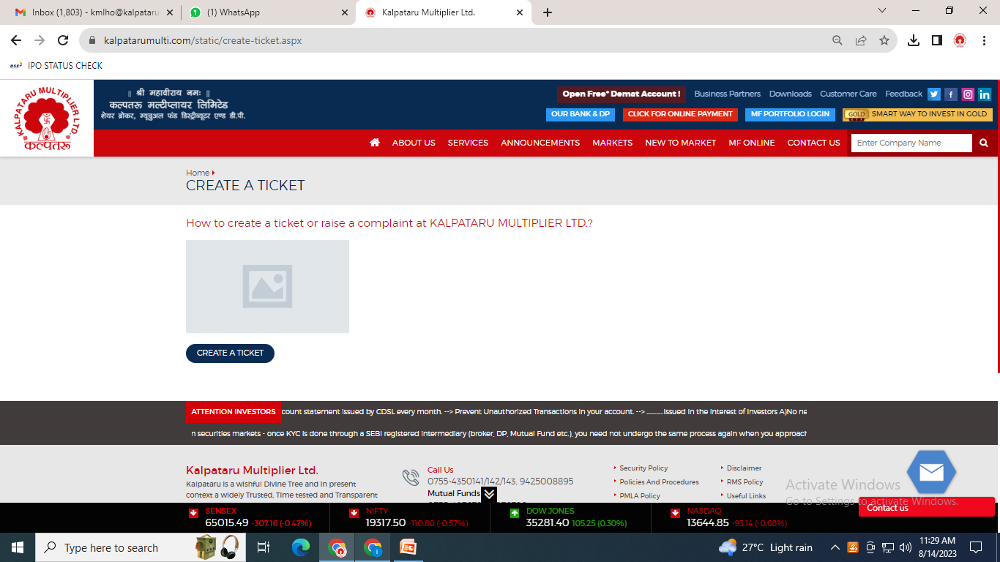 Inbox (1,803) - kmlho@kalpataru
(1) WhatsApp
Kalpataru Multiplier Ltd.
kalpatarumulti.com/static/create-ticket.aspx
BSE
IPO STATUS CHECK
KALPATARU MULTIPLIER LTD.
कल्पतरू
|| श्री महावीराय नमः ||
कल्पतरू मल्टीप्लायर लिमिटेड
शेयर ब्रोकर, म्युचुअल फंड डिस्ट्रीब्यूटर एण्ड डी.पी.
Open Free* Demat Account !
Business Partners
Downloads
Customer Care
Feedback
OUR BANK & DP
CLICK FOR ONLINE PAYMENT
MF PORTFOLIO LOGIN
GOLD
SMART WAY TO INVEST IN GOLD
ABOUT US
SERVICES
ANNOUNCEMENTS
MARKETS
NEW TO MARKET
MF ONLINE
CONTACT US
Enter Company Name
Home
CREATE A TICKET
How to create a ticket or raise a complaint at KALPATARU MULTIPLIER LTD.?
CREATE A TICKET
ATTENTION INVESTORS
count statement issued by CDSL every month. --> Prevent Unauthorized Transactions in your account. --> ..........Issued in the interest of Investors A)No ne
n securities markets - once KYC is done through a SEBI registered intermediary (broker, DP, Mutual Fund etc.), you need not undergo the same process again when you approach
Kalpataru Multiplier Ltd.
Kalpataru is a wishful Divine Tree and in present
context a widely Trusted, Time tested and Transparent
Call Us
0755-4350141/142/143, 9425008895
Mutual Funds
Security Policy
Policies And Procedures
PMLA Policy
Disclaimer
RMS Policy
Useful Links
Activate Windows
Go to Settings to activate Windows.
Contact us
SENSEX
65015.49 -307.16 (-0.47%)
NIFTY
19317.50 -110.80 (-0.57%)
DOW JONES
35281.40 105.25 (0.30%)
NASDAQ
13644.85 -93.14 (-0.68%)
Type here to search
27°C Light rain
11:29 AM
8/14/2023